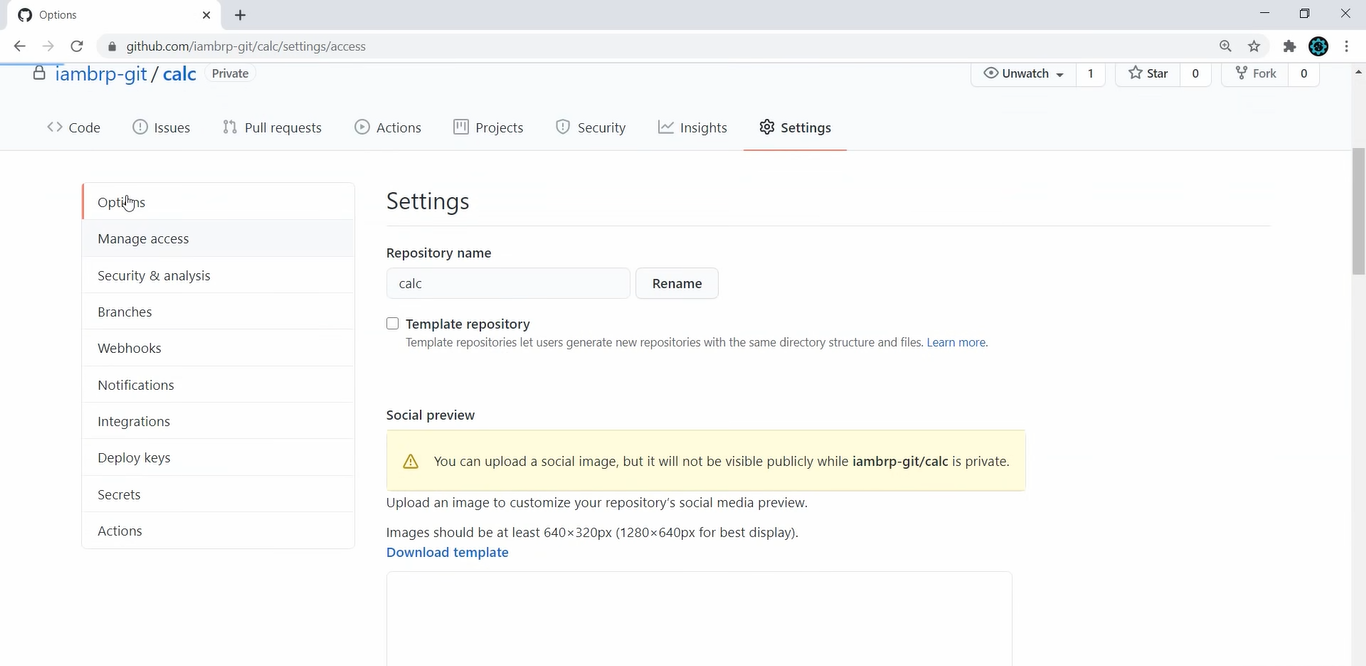 Options
github.com/iambrp-git/calc/settings/access
iambrp-git / calc Private
Unwatch 1 Star 0 Fork 0
Code Issues Pull requests Actions Projects Security Insights Settings
Options
Manage access
Security & analysis
Branches
Webhooks
Notifications
Integrations
Deploy keys
Secrets
Actions
Settings
Repository name
calc Rename
Template repository
Template repositories let users generate new repositories with the same directory structure and files. Learn more.
Social preview
You can upload a social image, but it will not be visible publicly while iambrp-git/calc is private.
Upload an image to customize your repository's social media preview.
Images should be at least 640×320px (1280×640px for best display).
Download template